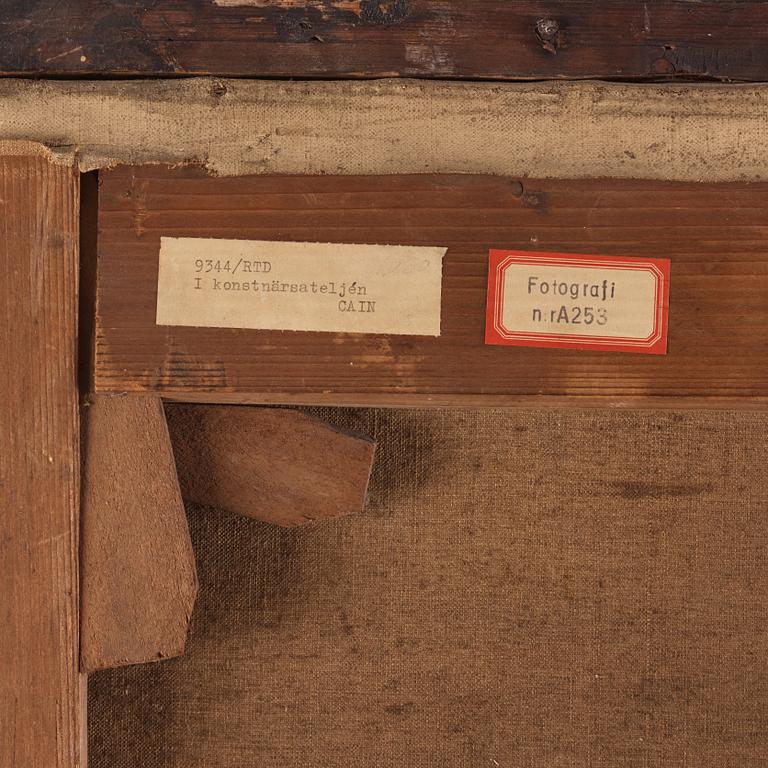 9344/RTD
I konstnärsateljén
CAIN
Fotografi
n:rA253